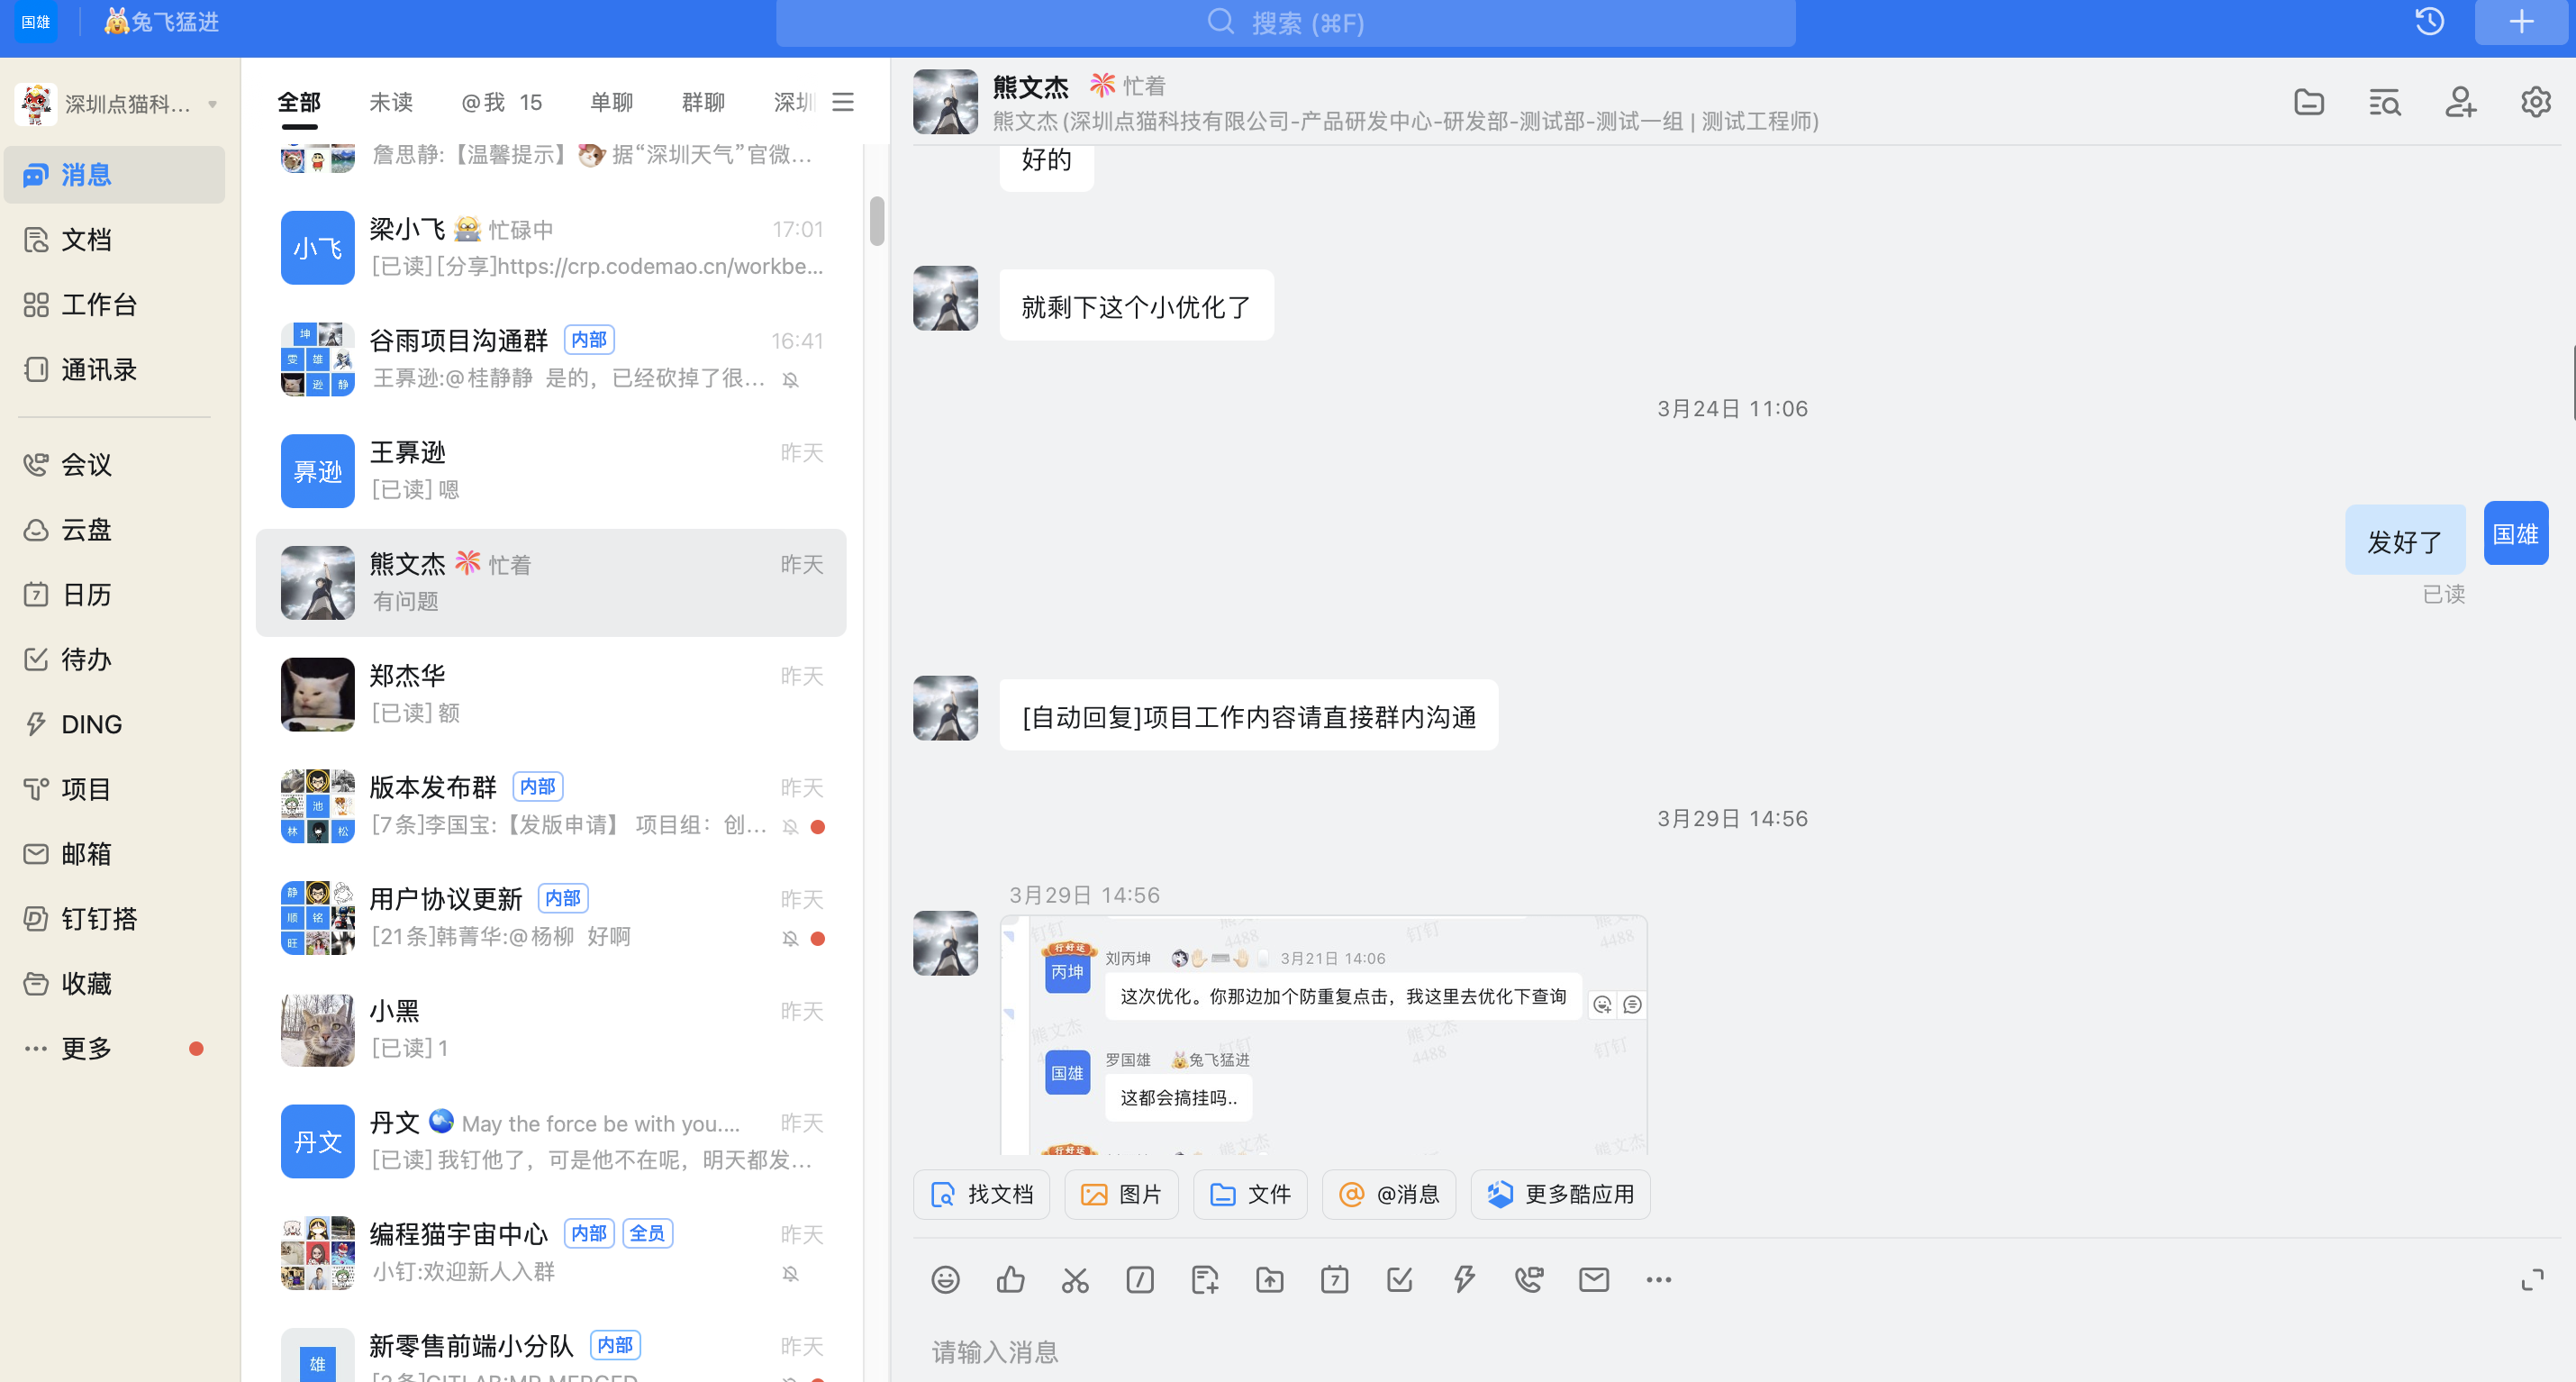 国雄
兔飞猛进
搜索 (⌘F)
深圳点猫科...
消息
文档
工作台
通讯录
会议
云盘
日历
待办
DING
项目
邮箱
钉钉搭
收藏
更多
全部
未读
@我 15
单聊
群聊
深圳
詹思静:【温馨提示】 据“深圳天气”官微...
小飞
梁小飞 忙碌中
17:01
[已读] [分享]https://crp.codemao.cn/workbe...
谷雨项目沟通群 内部
16:41
王奡逊:@桂静静 是的，已经砍掉了很...
王奡逊
昨天
[已读] 嗯
熊文杰 忙着
昨天
有问题
郑杰华
昨天
[已读] 额
版本发布群 内部
昨天
[7条]李国宝:【发版申请】 项目组：创...
用户协议更新 内部
昨天
[21条]韩菁华:@杨柳 好啊
小黑
昨天
[已读] 1
丹文
丹文 May the force be with you....
昨天
[已读] 我钉他了，可是他不在呢，明天都发...
编程猫宇宙中心 内部 全员
昨天
小钉:欢迎新人入群
雄
新零售前端小分队 内部
昨天
熊文杰 忙着
熊文杰 (深圳点猫科技有限公司-产品研发中心-研发部-测试部-测试一组 | 测试工程师)
好的
就剩下这个小优化了
3月24日 11:06
发好了
国雄
已读
[自动回复]项目工作内容请直接群内沟通
3月29日 14:56
3月29日 14:56
行好运
丙坤
刘丙坤 3月21日 14:06
这次优化。你那边加个防重复点击，我这里去优化下查询
国雄
罗国雄 兔飞猛进
这都会搞挂吗..
找文档
图片
文件
@消息
更多酷应用
请输入消息